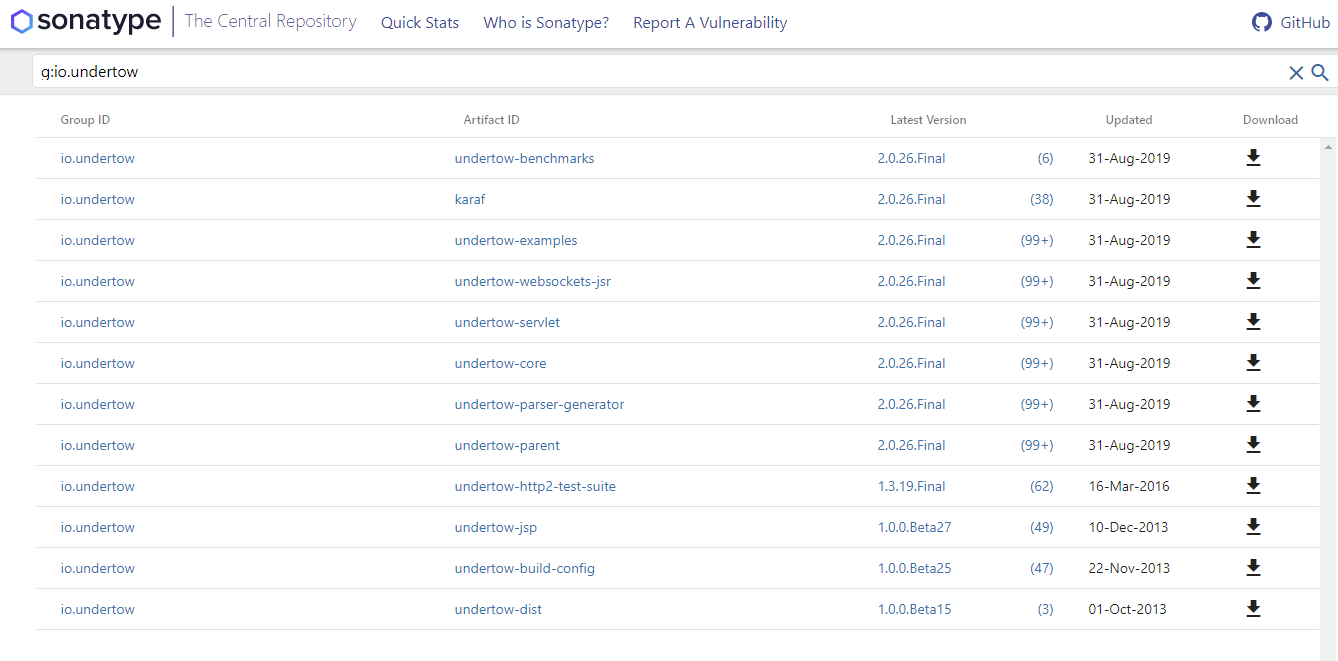 sonatype The Central Repository Quick Stats Who is Sonatype? Report A Vulnerability GitHub
g:io.undertow
Group ID Artifact ID Latest Version Updated Download
io.undertow undertow-benchmarks 2.0.26.Final (6) 31-Aug-2019
io.undertow karaf 2.0.26.Final (38) 31-Aug-2019
io.undertow undertow-examples 2.0.26.Final (99+) 31-Aug-2019
io.undertow undertow-websockets-jsr 2.0.26.Final (99+) 31-Aug-2019
io.undertow undertow-servlet 2.0.26.Final (99+) 31-Aug-2019
io.undertow undertow-core 2.0.26.Final (99+) 31-Aug-2019
io.undertow undertow-parser-generator 2.0.26.Final (99+) 31-Aug-2019
io.undertow undertow-parent 2.0.26.Final (99+) 31-Aug-2019
io.undertow undertow-http2-test-suite 1.3.19.Final (62) 16-Mar-2016
io.undertow undertow-jsp 1.0.0.Beta27 (49) 10-Dec-2013
io.undertow undertow-build-config 1.0.0.Beta25 (47) 22-Nov-2013
io.undertow undertow-dist 1.0.0.Beta15 (3) 01-Oct-2013